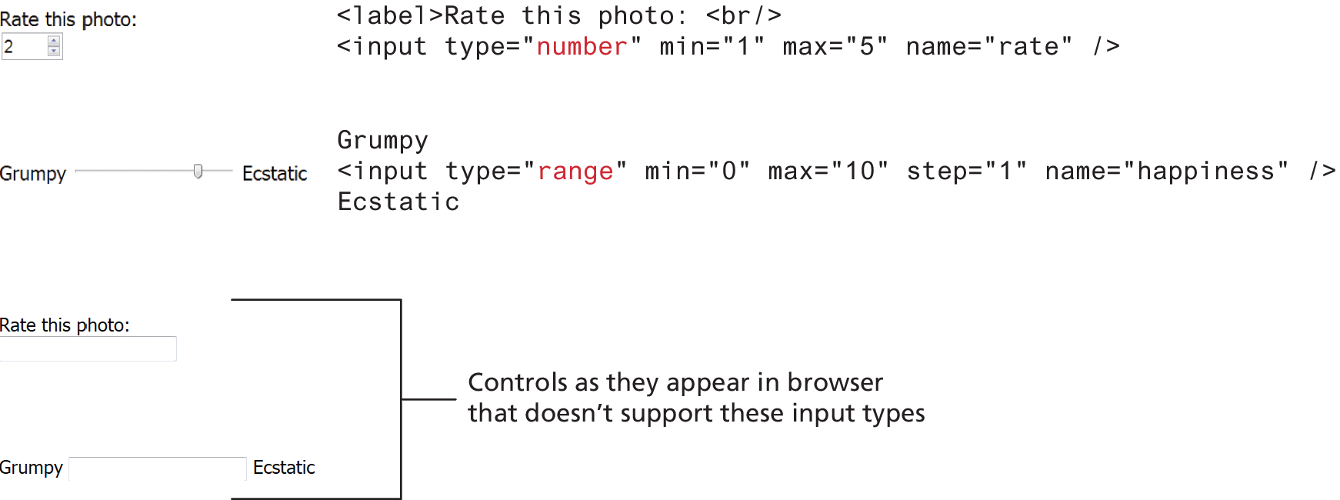 Rate this photo:
2
<label>Rate this photo: <br/>
<input type="number" min="1" max="5" name="rate" />
Grumpy Ecstatic
Grumpy
<input type="range" min="0" max="10" step="1" name="happiness" />
Ecstatic
Rate this photo:
Grumpy Ecstatic
Controls as they appear in browser
that doesn't support these input types